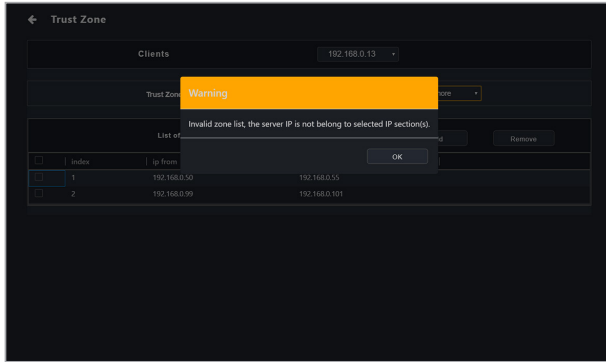 Trust Zone
Clients 192.168.0.13
Trust Zone
Warning
Invalid zone list, the server IP is not belong to selected IP section(s).
OK
List of
Remove
index ip from
1 192.168.0.50 192.168.0.55
2 192.168.0.99 192.168.0.101